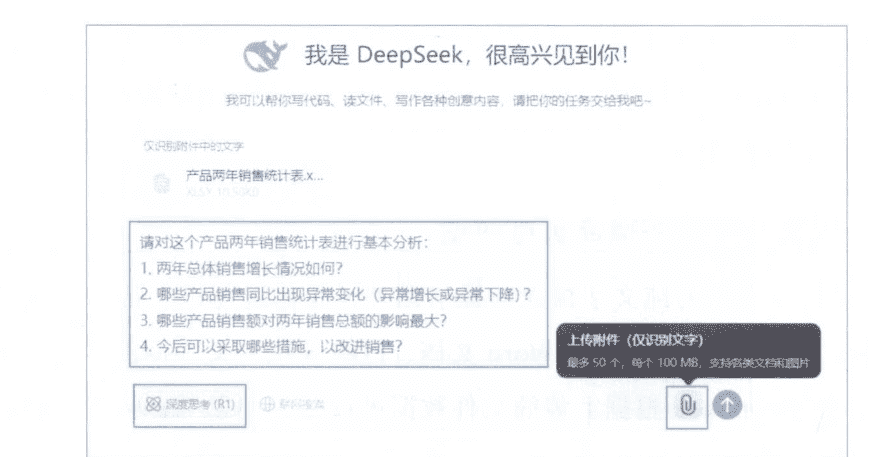 我是 DeepSeek，很高兴见到你！
我可以帮你写代码、读文件、写作各种创意内容，请把你的任务交给我吧~
仅识别附件中的文字
产品两年销售统计表.x...
XLSX 10.50KB
请对这个产品两年销售统计表进行基本分析：
1. 两年总体销售增长情况如何？
2. 哪些产品销售同比出现异常变化（异常增长或异常下降）？
3. 哪些产品销售额对两年销售总额的影响最大？
4. 今后可以采取哪些措施，以改进销售？
上传附件（仅识别文字）
最多 50 个，每个 100 MB，支持各类文档和图片
深度思考 (R1)
联网搜索